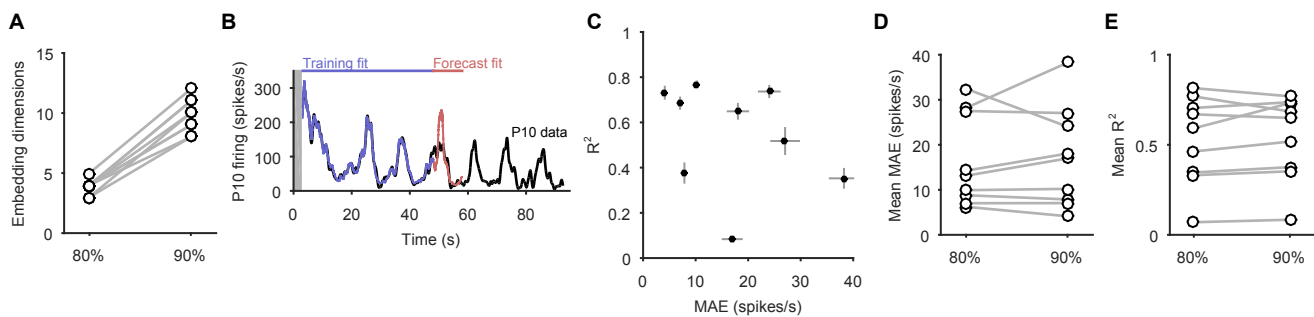 A
Embedding dimensions
15
10
5
0
80%
90%
B
Training fit
Forecast fit
P10 data
P10 firing (spikes/s)
300
200
100
0
0
20
40
60
80
Time (s)
C
R²
1
0.8
0.6
0.4
0.2
0
0
10
20
30
40
MAE (spikes/s)
D
Mean MAE (spikes/s)
40
30
20
10
0
80%
90%
E
Mean R²
1
0.5
0
80%
90%